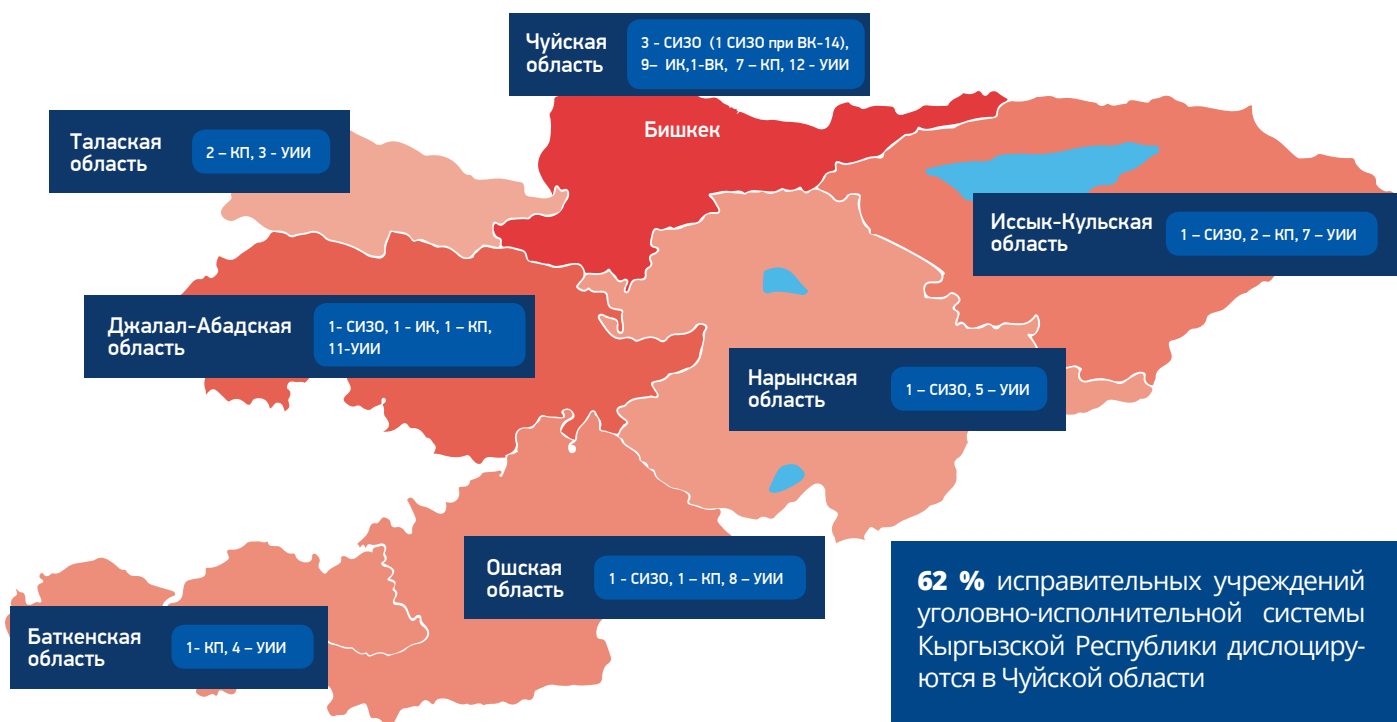 Чуйская
область
3 - СИЗО (1 СИЗО при ВК-14),
9– ИК,1-ВК, 7 – КП, 12 - УИИ
Бишкек
Талаская
область
2 – КП, 3 - УИИ
Иссык-Кульская
область
1 – СИЗО, 2 – КП, 7 – УИИ
Джалал-Абадская
область
1- СИЗО, 1 - ИК, 1 – КП,
11-УИИ
Нарынская
область
1 – СИЗО, 5 – УИИ
Ошская
область
1 - СИЗО, 1 – КП, 8 – УИИ
Баткенская
область
1- КП, 4 – УИИ
62 % исправительных учреждений
уголовно-исполнительной системы
Кыргызской Республики дислоциру-
ются в Чуйской области